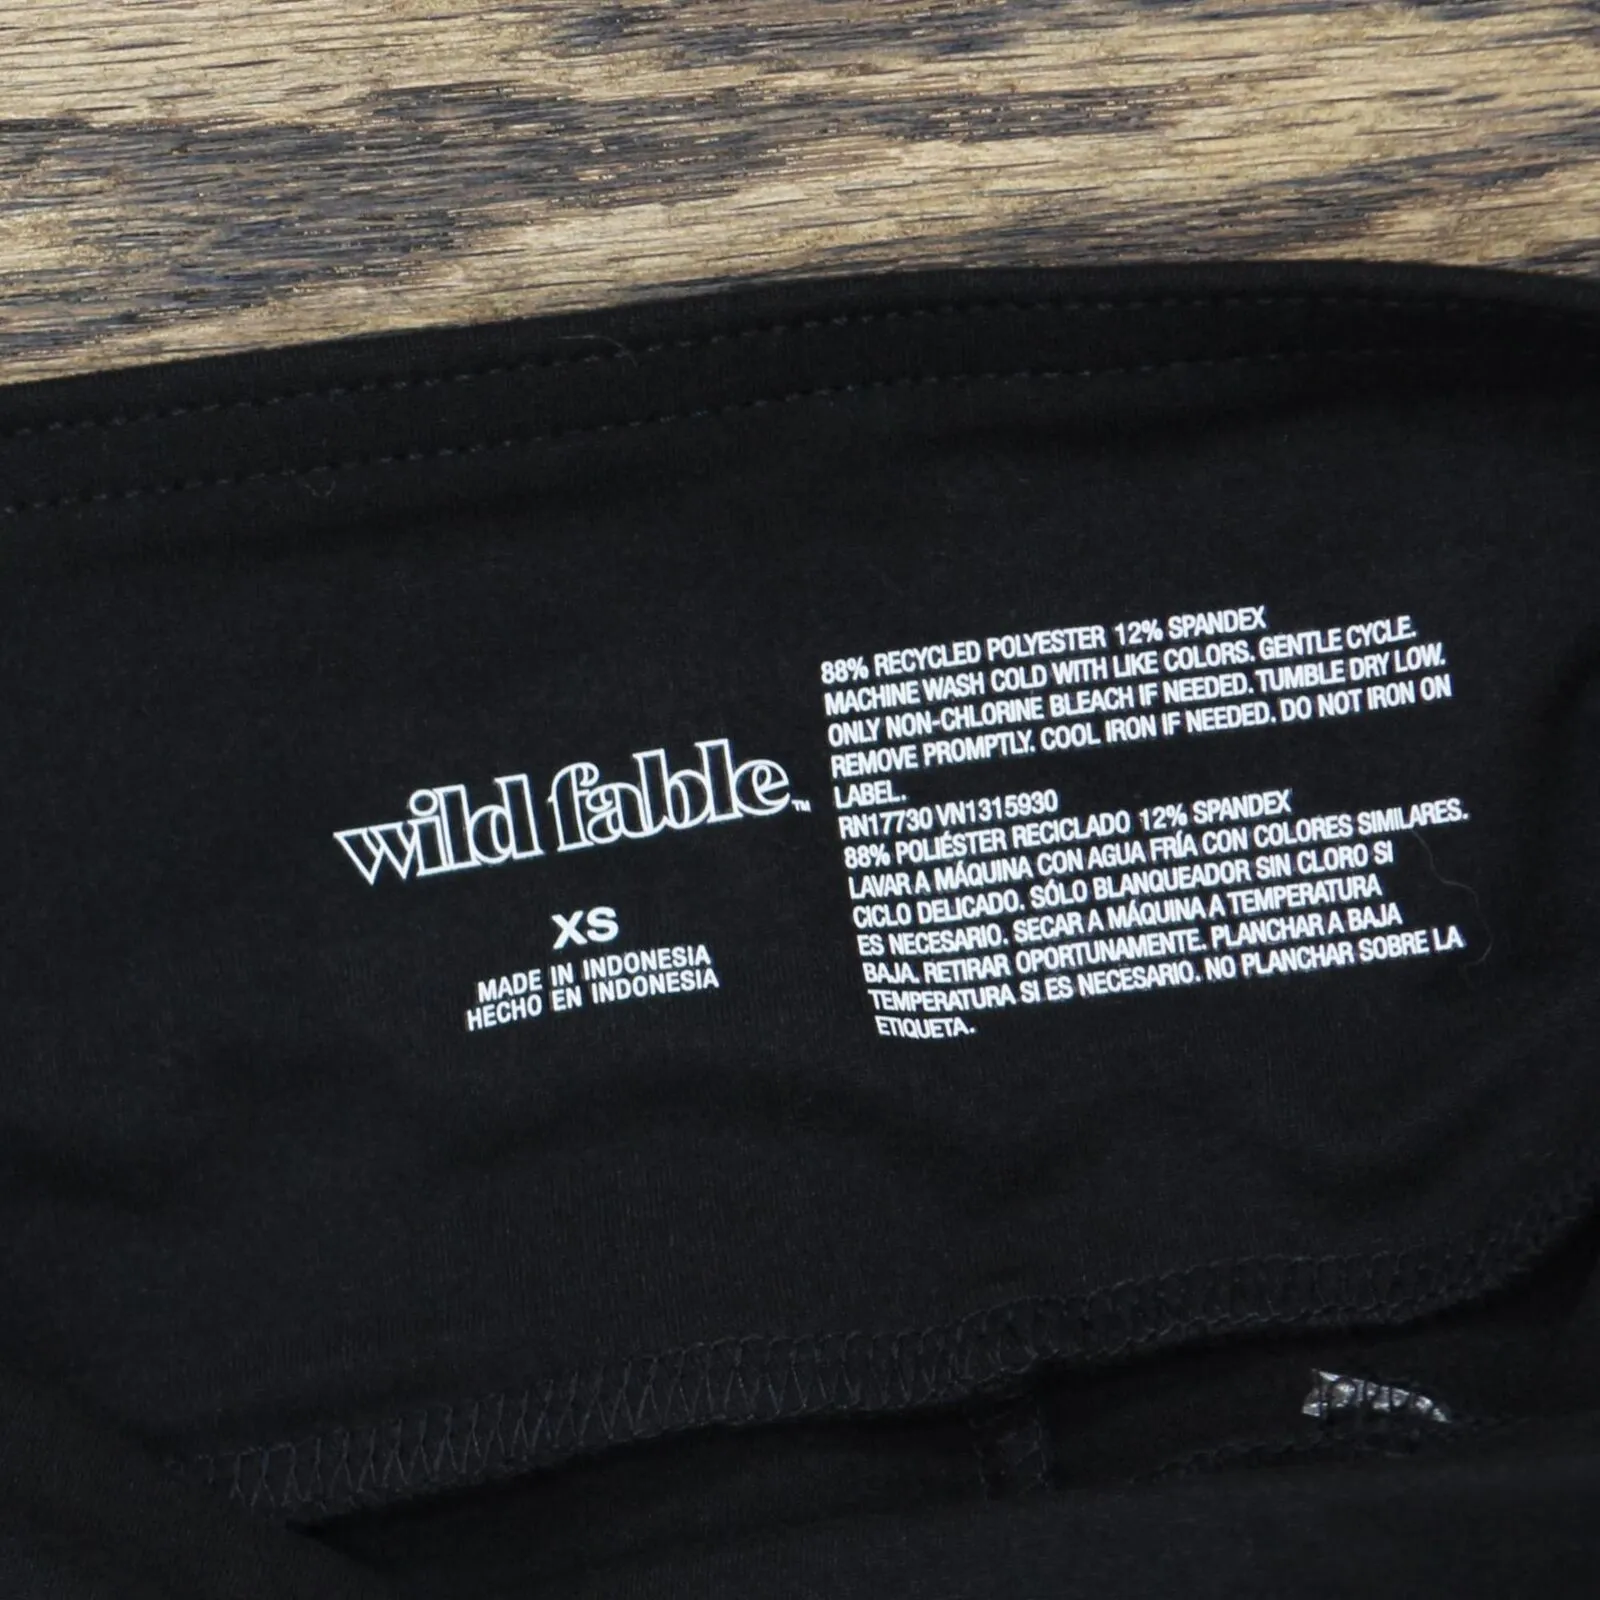 wild fable™
XS
MADE IN INDONESIA
HECHO EN INDONESIA
88% RECYCLED POLYESTER 12% SPANDEX
MACHINE WASH COLD WITH LIKE COLORS. GENTLE CYCLE.
ONLY NON-CHLORINE BLEACH IF NEEDED. TUMBLE DRY LOW.
REMOVE PROMPTLY. COOL IRON IF NEEDED. DO NOT IRON ON
LABEL.
RN17730 VN1315930
88% POLIÉSTER RECICLADO 12% SPANDEX
LAVAR A MÁQUINA CON AGUA FRÍA CON COLORES SIMILARES.
CICLO DELICADO. SÓLO BLANQUEADOR SIN CLORO SI
ES NECESARIO. SECAR A MÁQUINA A TEMPERATURA
BAJA. RETIRAR OPORTUNAMENTE. PLANCHAR A BAJA
TEMPERATURA SI ES NECESARIO. NO PLANCHAR SOBRE LA
ETIQUETA.